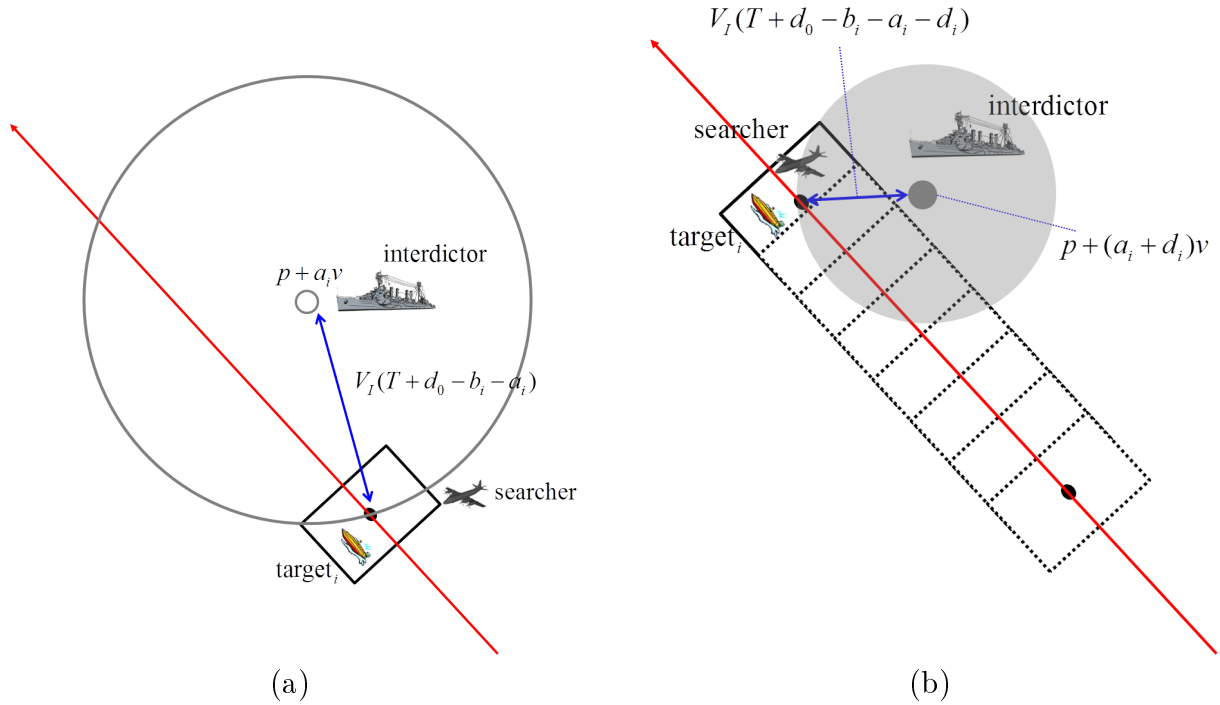 p + a_i v
interdictor
V_I (T + d_0 − b_i − a_i)
searcher
target_i
(a)
V_I (T + d_0 − b_i − a_i − d_i)
interdictor
searcher
target_i
p + (a_i + d_i)v
(b)